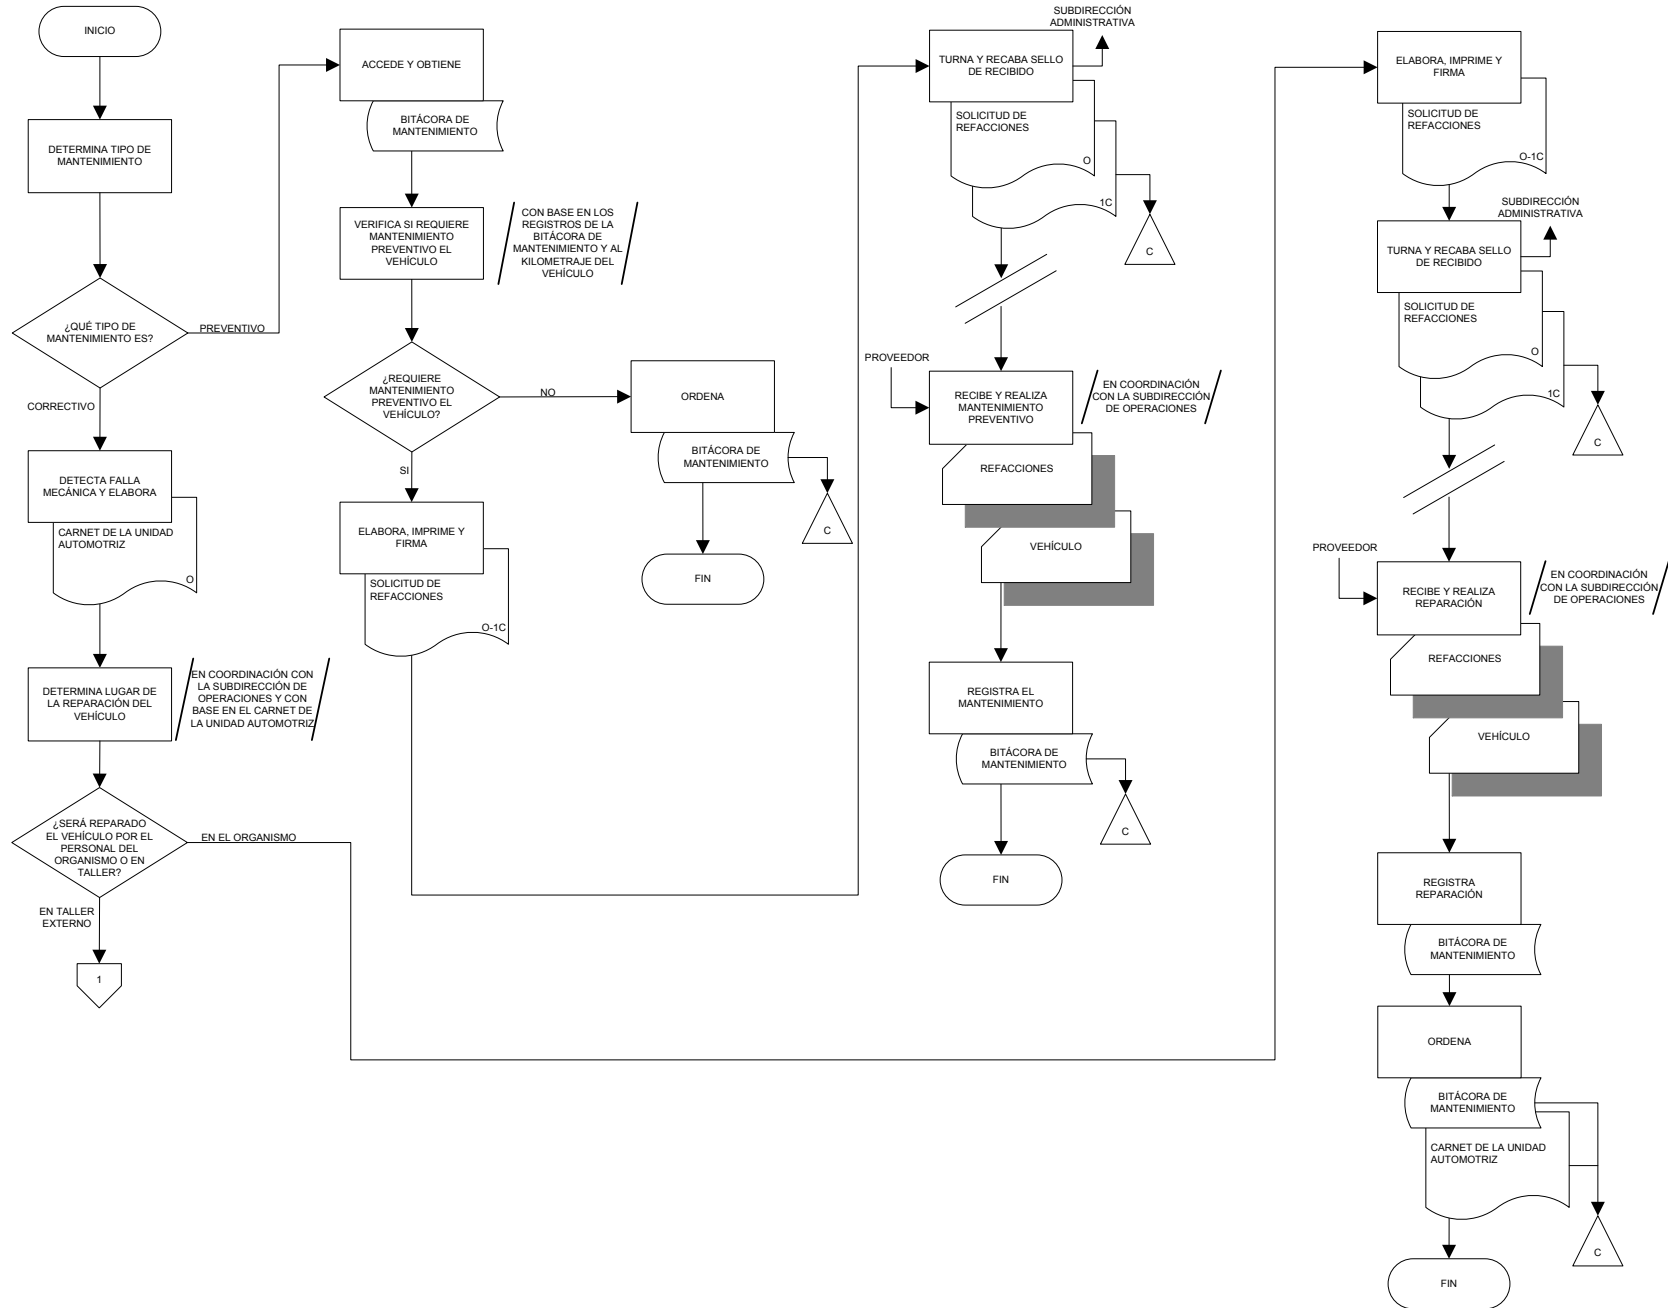 INICIO
DETERMINA TIPO DE
MANTENIMIENTO
¿QUÉ TIPO DE
MANTENIMIENTO ES?
PREVENTIVO
CORRECTIVO
DETECTA FALLA
MECÁNICA Y ELABORA
CARNET DE LA UNIDAD
AUTOMOTRIZ
O
DETERMINA LUGAR DE
LA REPARACIÓN DEL
VEHÍCULO
EN COORDINACIÓN CON
LA SUBDIRECCIÓN DE
OPERACIONES Y CON
BASE EN EL CARNET DE
LA UNIDAD AUTOMOTRIZ
¿SERÁ REPARADO
EL VEHÍCULO POR EL
PERSONAL DEL
ORGANISMO O EN
TALLER?
EN EL ORGANISMO
EN TALLER
EXTERNO
1
ACCEDE Y OBTIENE
BITÁCORA DE
MANTENIMIENTO
VERIFICA SI REQUIERE
MANTENIMIENTO
PREVENTIVO EL
VEHÍCULO
CON BASE EN LOS
REGISTROS DE LA
BITÁCORA DE
MANTENIMIENTO Y AL
KILOMETRAJE DEL
VEHÍCULO
¿REQUIERE
MANTENIMIENTO
PREVENTIVO EL
VEHÍCULO?
NO
SI
ORDENA
BITÁCORA DE
MANTENIMIENTO
C
FIN
ELABORA, IMPRIME Y
FIRMA
SOLICITUD DE
REFACCIONES
O-1C
SUBDIRECCIÓN
ADMINISTRATIVA
TURNA Y RECABA SELLO
DE RECIBIDO
SOLICITUD DE
REFACCIONES
O
1C
C
PROVEEDOR
RECIBE Y REALIZA
MANTENIMIENTO
PREVENTIVO
EN COORDINACIÓN
CON LA SUBDIRECCIÓN
DE OPERACIONES
REFACCIONES
VEHÍCULO
REGISTRA EL
MANTENIMIENTO
BITÁCORA DE
MANTENIMIENTO
C
FIN
ELABORA, IMPRIME Y
FIRMA
SOLICITUD DE
REFACCIONES
O-1C
SUBDIRECCIÓN
ADMINISTRATIVA
TURNA Y RECABA SELLO
DE RECIBIDO
SOLICITUD DE
REFACCIONES
O
1C
C
PROVEEDOR
RECIBE Y REALIZA
REPARACIÓN
EN COORDINACIÓN
CON LA SUBDIRECCIÓN
DE OPERACIONES
REFACCIONES
VEHÍCULO
REGISTRA
REPARACIÓN
BITÁCORA DE
MANTENIMIENTO
ORDENA
BITÁCORA DE
MANTENIMIENTO
CARNET DE LA UNIDAD
AUTOMOTRIZ
C
FIN